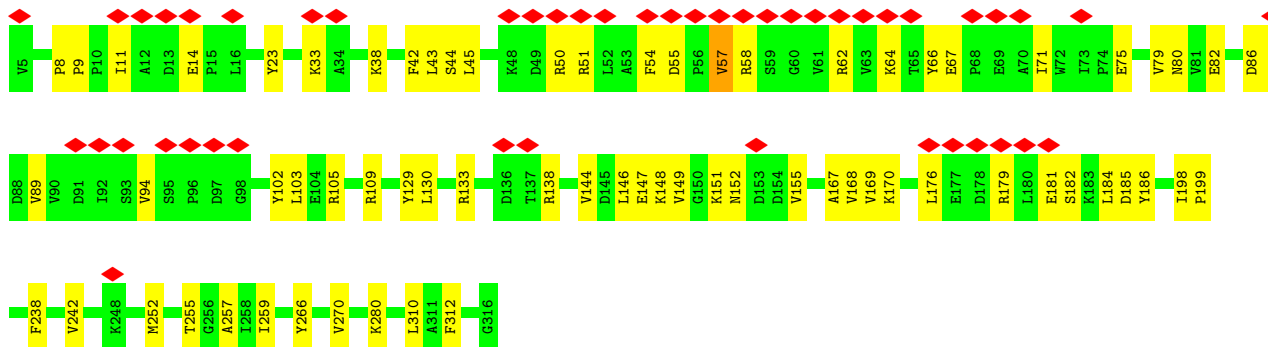 V5 P8 P9 P10 I11 A12 D13 E14 P15 L16 Y23 K33 A34 K38 F42 L43 S44 L45 K48 D49 R50 R51 L52 A53 F54 D55 P56 V57 R58 S59 G60 V61 R62 V63 K64 T65 Y66 E67 P68 E69 A70 I71 W72 I73 P74 E75 V79 N80 V81 E82 D86
D88 V89 V90 D91 I92 S93 V94 S95 P96 D97 G98 Y102 L103 E104 R105 R109 Y129 L130 R133 D136 T137 R138 V144 D145 L146 E147 K148 V149 G150 K151 N152 D153 D154 V155 A167 V168 V169 K170 L176 E177 D178 R179 L180 E181 S182 K183 L184 D185 Y186 I198 P199
F238 V242 K248 M252 T255 G256 A257 I258 I259 Y266 V270 K280 L310 A311 F312 G316